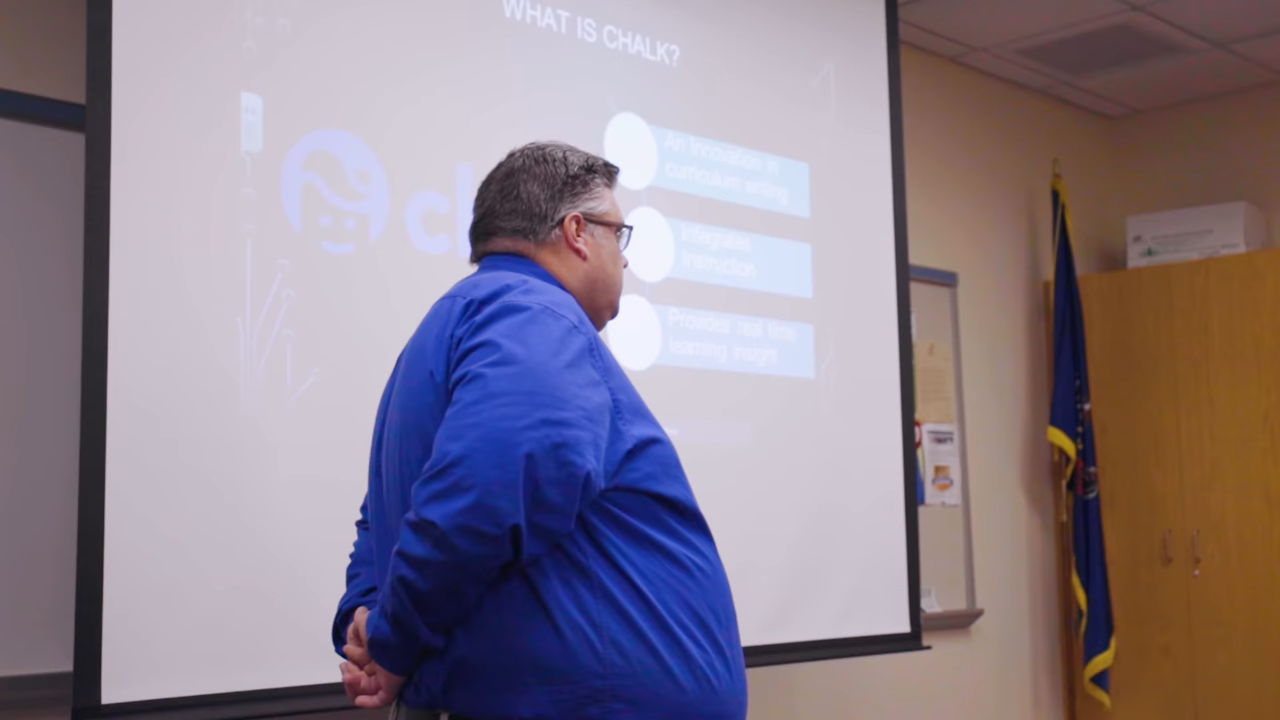 WHAT IS CHALK?
An Innovation in
curriculum writing
Integrates
Instruction
Provides real time
learning insight